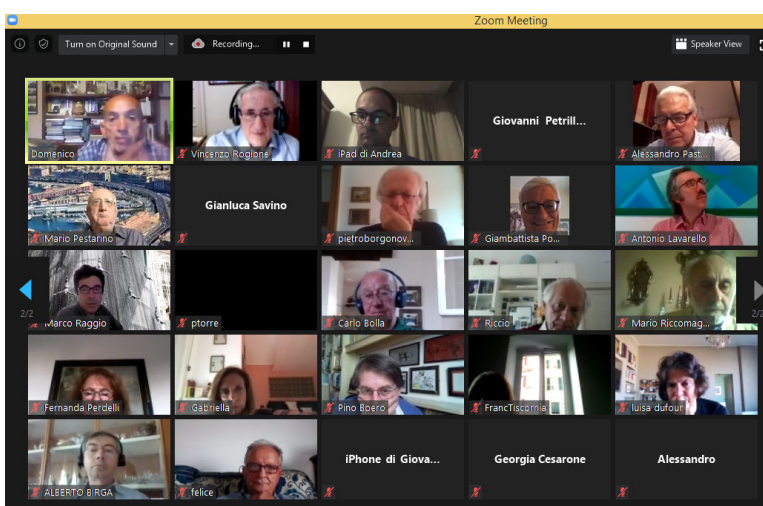 Zoom Meeting
Turn on Original Sound
Recording...
Speaker View
Domenico
Vincenzo Rogione
iPad di Andrea
Giovanni Petrill...
Alessandro Past...
Mario Pestarino
Gianluca Savino
pietroborgonov...
Giambattista Po...
Antonio Lavarello
2/2
Marco Raggio
ptorre
Carlo Bolla
Riccio
Mario Riccomag...
2/2
Fernanda Perdelli
Gabriella
Pino Boero
FrancTiscornia
luisa dufour
ALBERTO BIRGA
felice
iPhone di Giova...
Georgia Cesarone
Alessandro